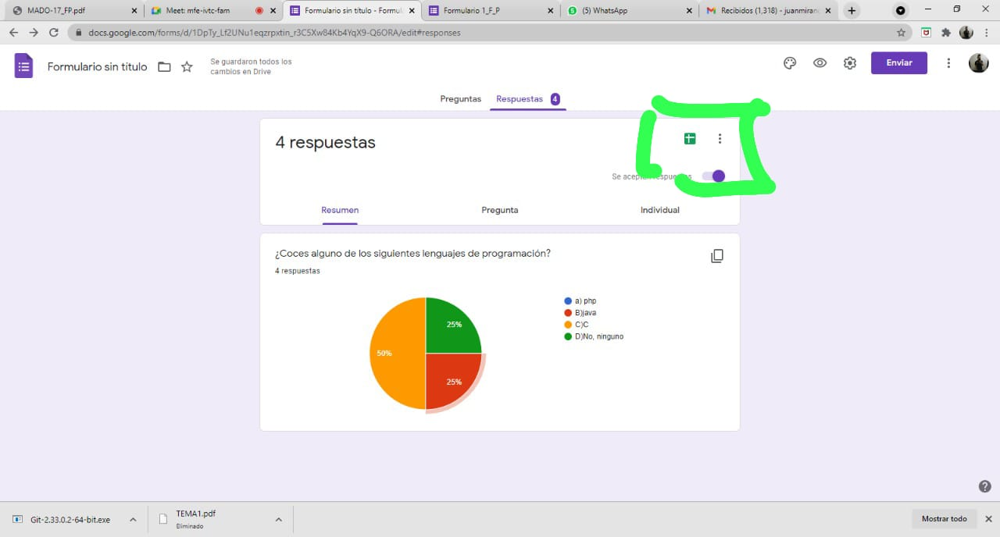 MADO-17_FP.pdf
Meet: mfe-ivtc-fam
Formulario sin título - Formul
Formulario 1_F_P
(5) WhatsApp
Recibidos (1,318) - juanmiran
docs.google.com/forms/d/1DpTy_Lf2UNu1eqzrpxtin_r3C5Xw84Kb4YqX9-Q6ORA/edit#responses
Formulario sin título
Se guardaron todos los
cambios en Drive
Enviar
Preguntas
Respuestas 4
4 respuestas
Se aceptan respuestas
Resumen
Pregunta
Individual
¿Coces alguno de los siguientes lenguajes de programación?
4 respuestas
25%
50%
25%
a) php
B)java
C)C
D)No, ninguno
Git-2.33.0.2-64-bit.exe
TEMA1.pdf
Eliminado
Mostrar todo